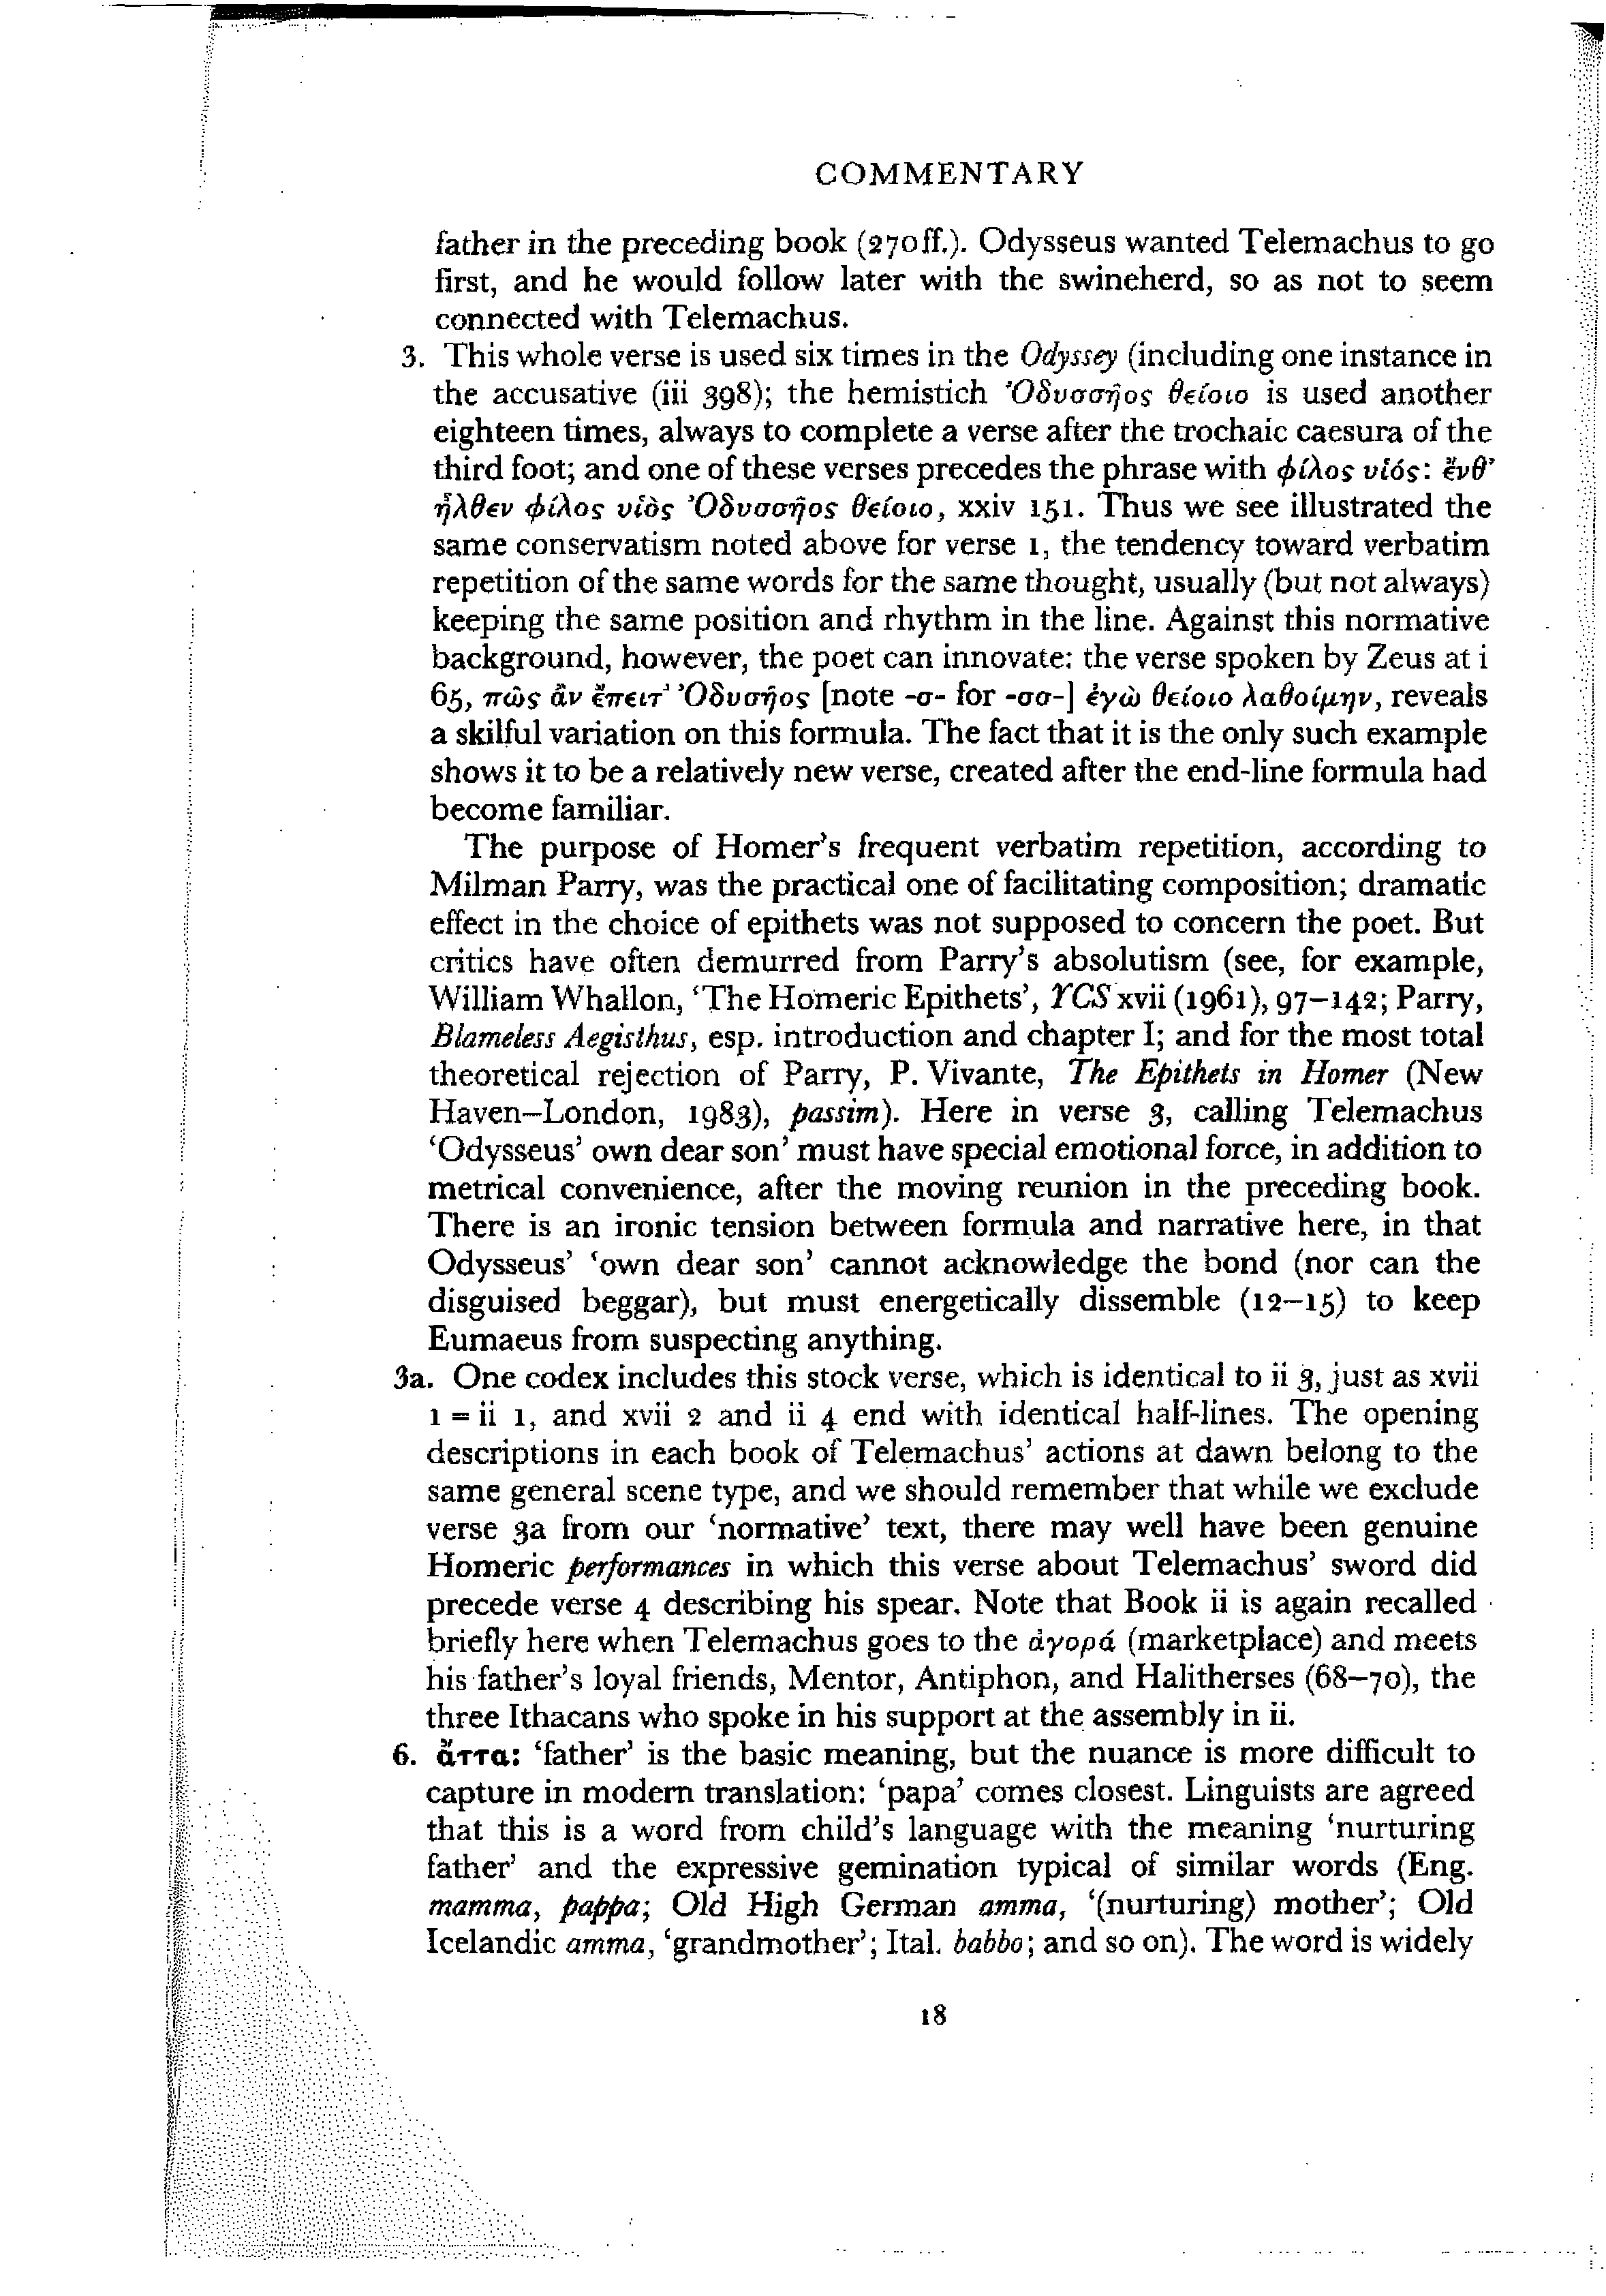 COMMENTARY
father in the preceding book (270ff.). Odysseus wanted Telemachus to go
first, and he would follow later with the swineherd, so as not to seem
connected with Telemachus.
3. This whole verse is used six times in the Odyssey (including one instance in
the accusative (iii 398); the hemistich Ὀδυσσῆος θείοιο is used another
eighteen times, always to complete a verse after the trochaic caesura of the
third foot; and one of these verses precedes the phrase with φίλος υἱός: ἔνθ’
ἦλθεν φίλος υἱὸς Ὀδυσσῆος θείοιο, xxiv 151. Thus we see illustrated the
same conservatism noted above for verse 1, the tendency toward verbatim
repetition of the same words for the same thought, usually (but not always)
keeping the same position and rhythm in the line. Against this normative
background, however, the poet can innovate: the verse spoken by Zeus at i
65, πῶς ἂν ἔπειτ’ Ὀδυσῆος [note -σ- for -σσ-] ἐγὼ θείοιο λαθοίμην, reveals
a skilful variation on this formula. The fact that it is the only such example
shows it to be a relatively new verse, created after the end-line formula had
become familiar.
The purpose of Homer’s frequent verbatim repetition, according to
Milman Parry, was the practical one of facilitating composition; dramatic
effect in the choice of epithets was not supposed to concern the poet. But
critics have often demurred from Parry’s absolutism (see, for example,
William Whallon, ‘The Homeric Epithets’, YCS xvii (1961), 97–142; Parry,
Blameless Aegisthus, esp. introduction and chapter I; and for the most total
theoretical rejection of Parry, P. Vivante, The Epithets in Homer (New
Haven–London, 1983), passim). Here in verse 3, calling Telemachus
‘Odysseus’ own dear son’ must have special emotional force, in addition to
metrical convenience, after the moving reunion in the preceding book.
There is an ironic tension between formula and narrative here, in that
Odysseus’ ‘own dear son’ cannot acknowledge the bond (nor can the
disguised beggar), but must energetically dissemble (12–15) to keep
Eumaeus from suspecting anything.
3a. One codex includes this stock verse, which is identical to ii 3, just as xvii
1 = ii 1, and xvii 2 and ii 4 end with identical half-lines. The opening
descriptions in each book of Telemachus’ actions at dawn belong to the
same general scene type, and we should remember that while we exclude
verse 3a from our ‘normative’ text, there may well have been genuine
Homeric performances in which this verse about Telemachus’ sword did
precede verse 4 describing his spear. Note that Book ii is again recalled
briefly here when Telemachus goes to the ἀγορά (marketplace) and meets
his father’s loyal friends, Mentor, Antiphon, and Halitherses (68–70), the
three Ithacans who spoke in his support at the assembly in ii.
6. ἄττα: ‘father’ is the basic meaning, but the nuance is more difficult to
capture in modern translation: ‘papa’ comes closest. Linguists are agreed
that this is a word from child’s language with the meaning ‘nurturing
father’ and the expressive gemination typical of similar words (Eng.
mamma, pappa; Old High German amma, ‘(nurturing) mother’; Old
Icelandic amma, ‘grandmother’; Ital. babbo; and so on). The word is widely
18